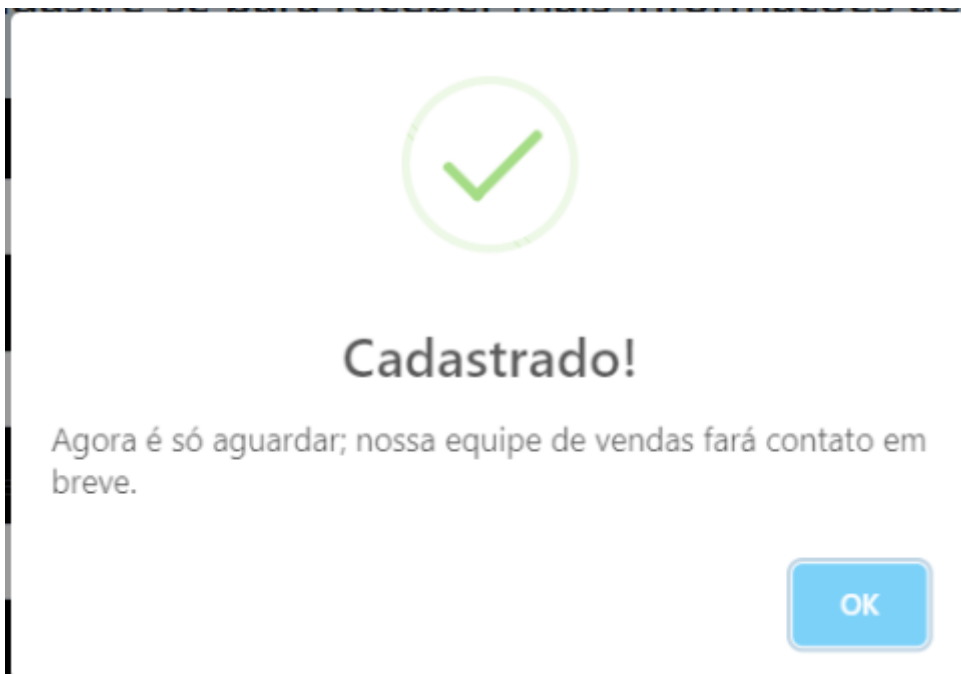 Cadastrado!
Agora é só aguardar; nossa equipe de vendas fará contato em
breve.
OK